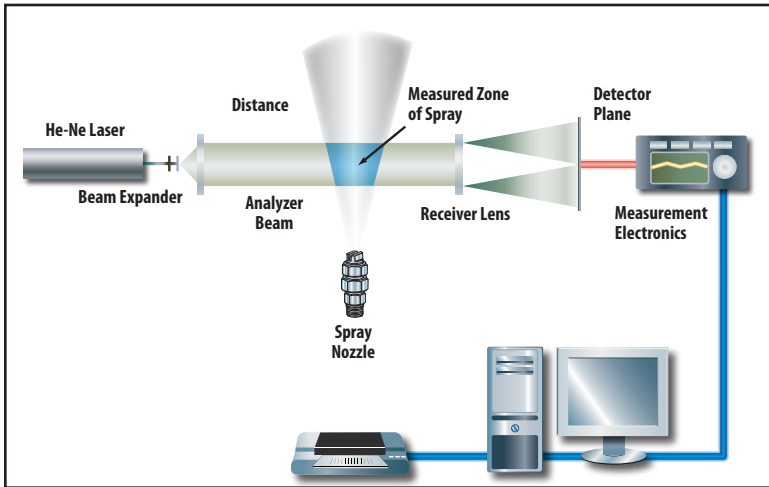 He-Ne Laser
Beam Expander
Distance
Analyzer
Beam
Measured Zone
of Spray
Receiver Lens
Detector
Plane
Measurement
Electronics
Spray
Nozzle